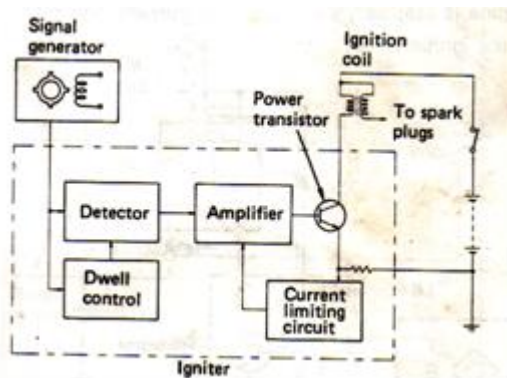 Signal
generator
Ignition
coil
Power
transistor
To spark
plugs
Detector
Amplifier
Dwell
control
Current
limiting
circuit
Igniter